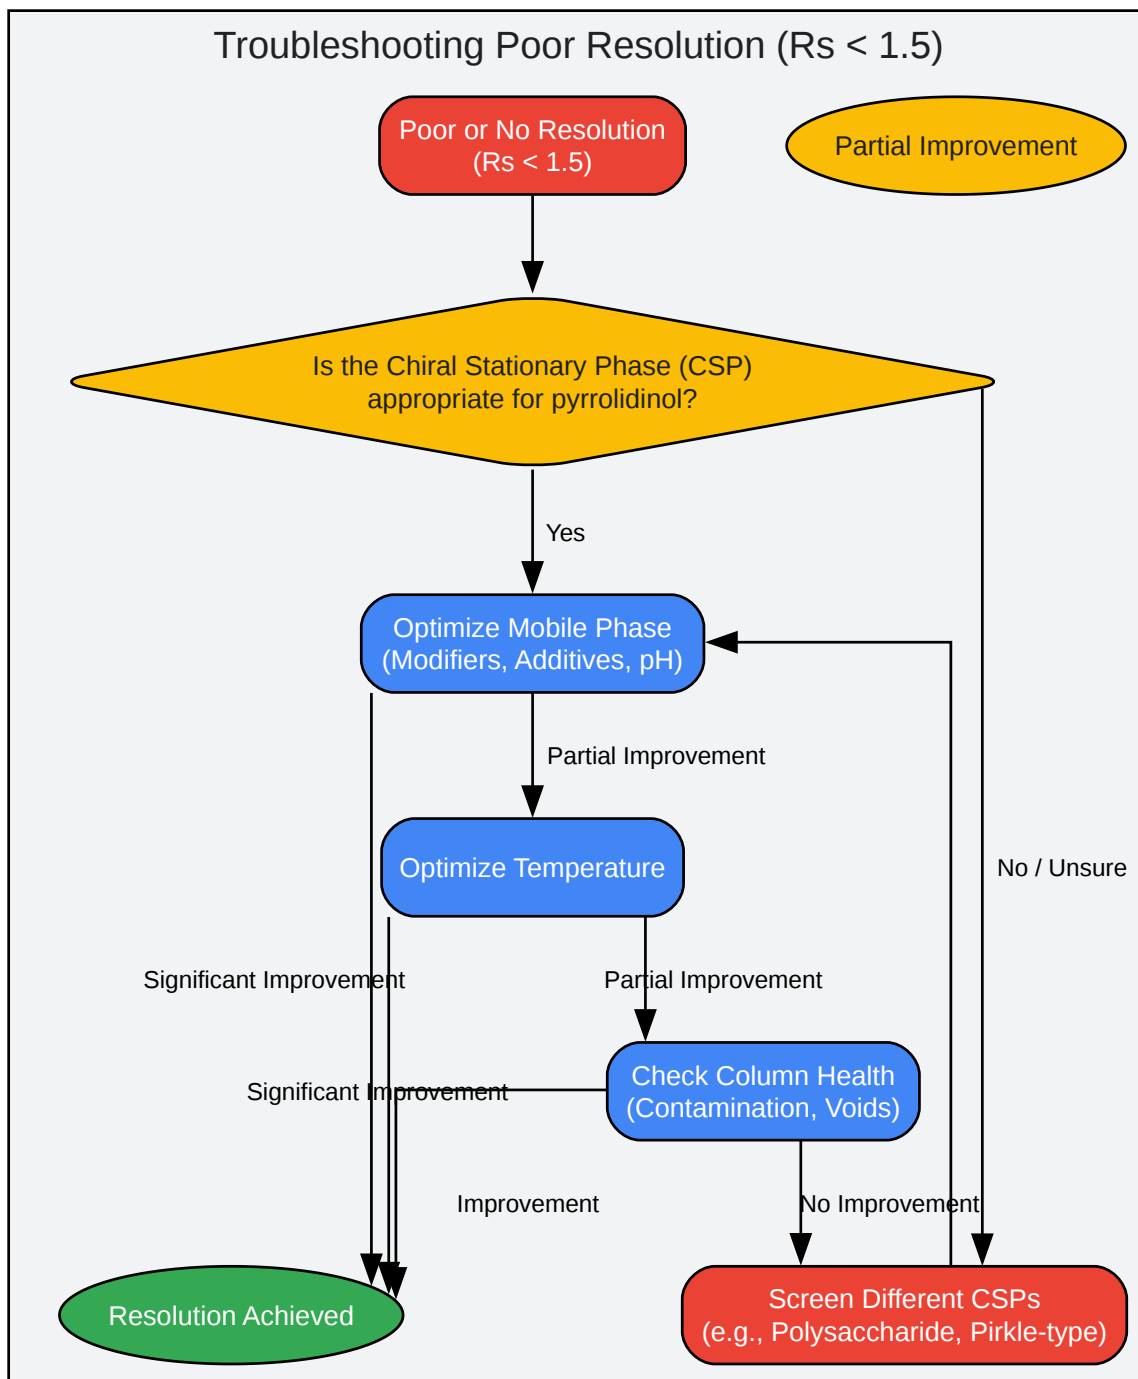 Troubleshooting Poor Resolution (Rs < 1.5)
Poor or No Resolution
(Rs < 1.5)
Partial Improvement
Is the Chiral Stationary Phase (CSP)
appropriate for pyrrolidinol?
Yes
Optimize Mobile Phase
(Modifiers, Additives, pH)
Partial Improvement
Optimize Temperature
No / Unsure
Significant Improvement
Partial Improvement
Check Column Health
(Contamination, Voids)
Significant Improvement
Improvement
No Improvement
Resolution Achieved
Screen Different CSPs
(e.g., Polysaccharide, Pirkle-type)